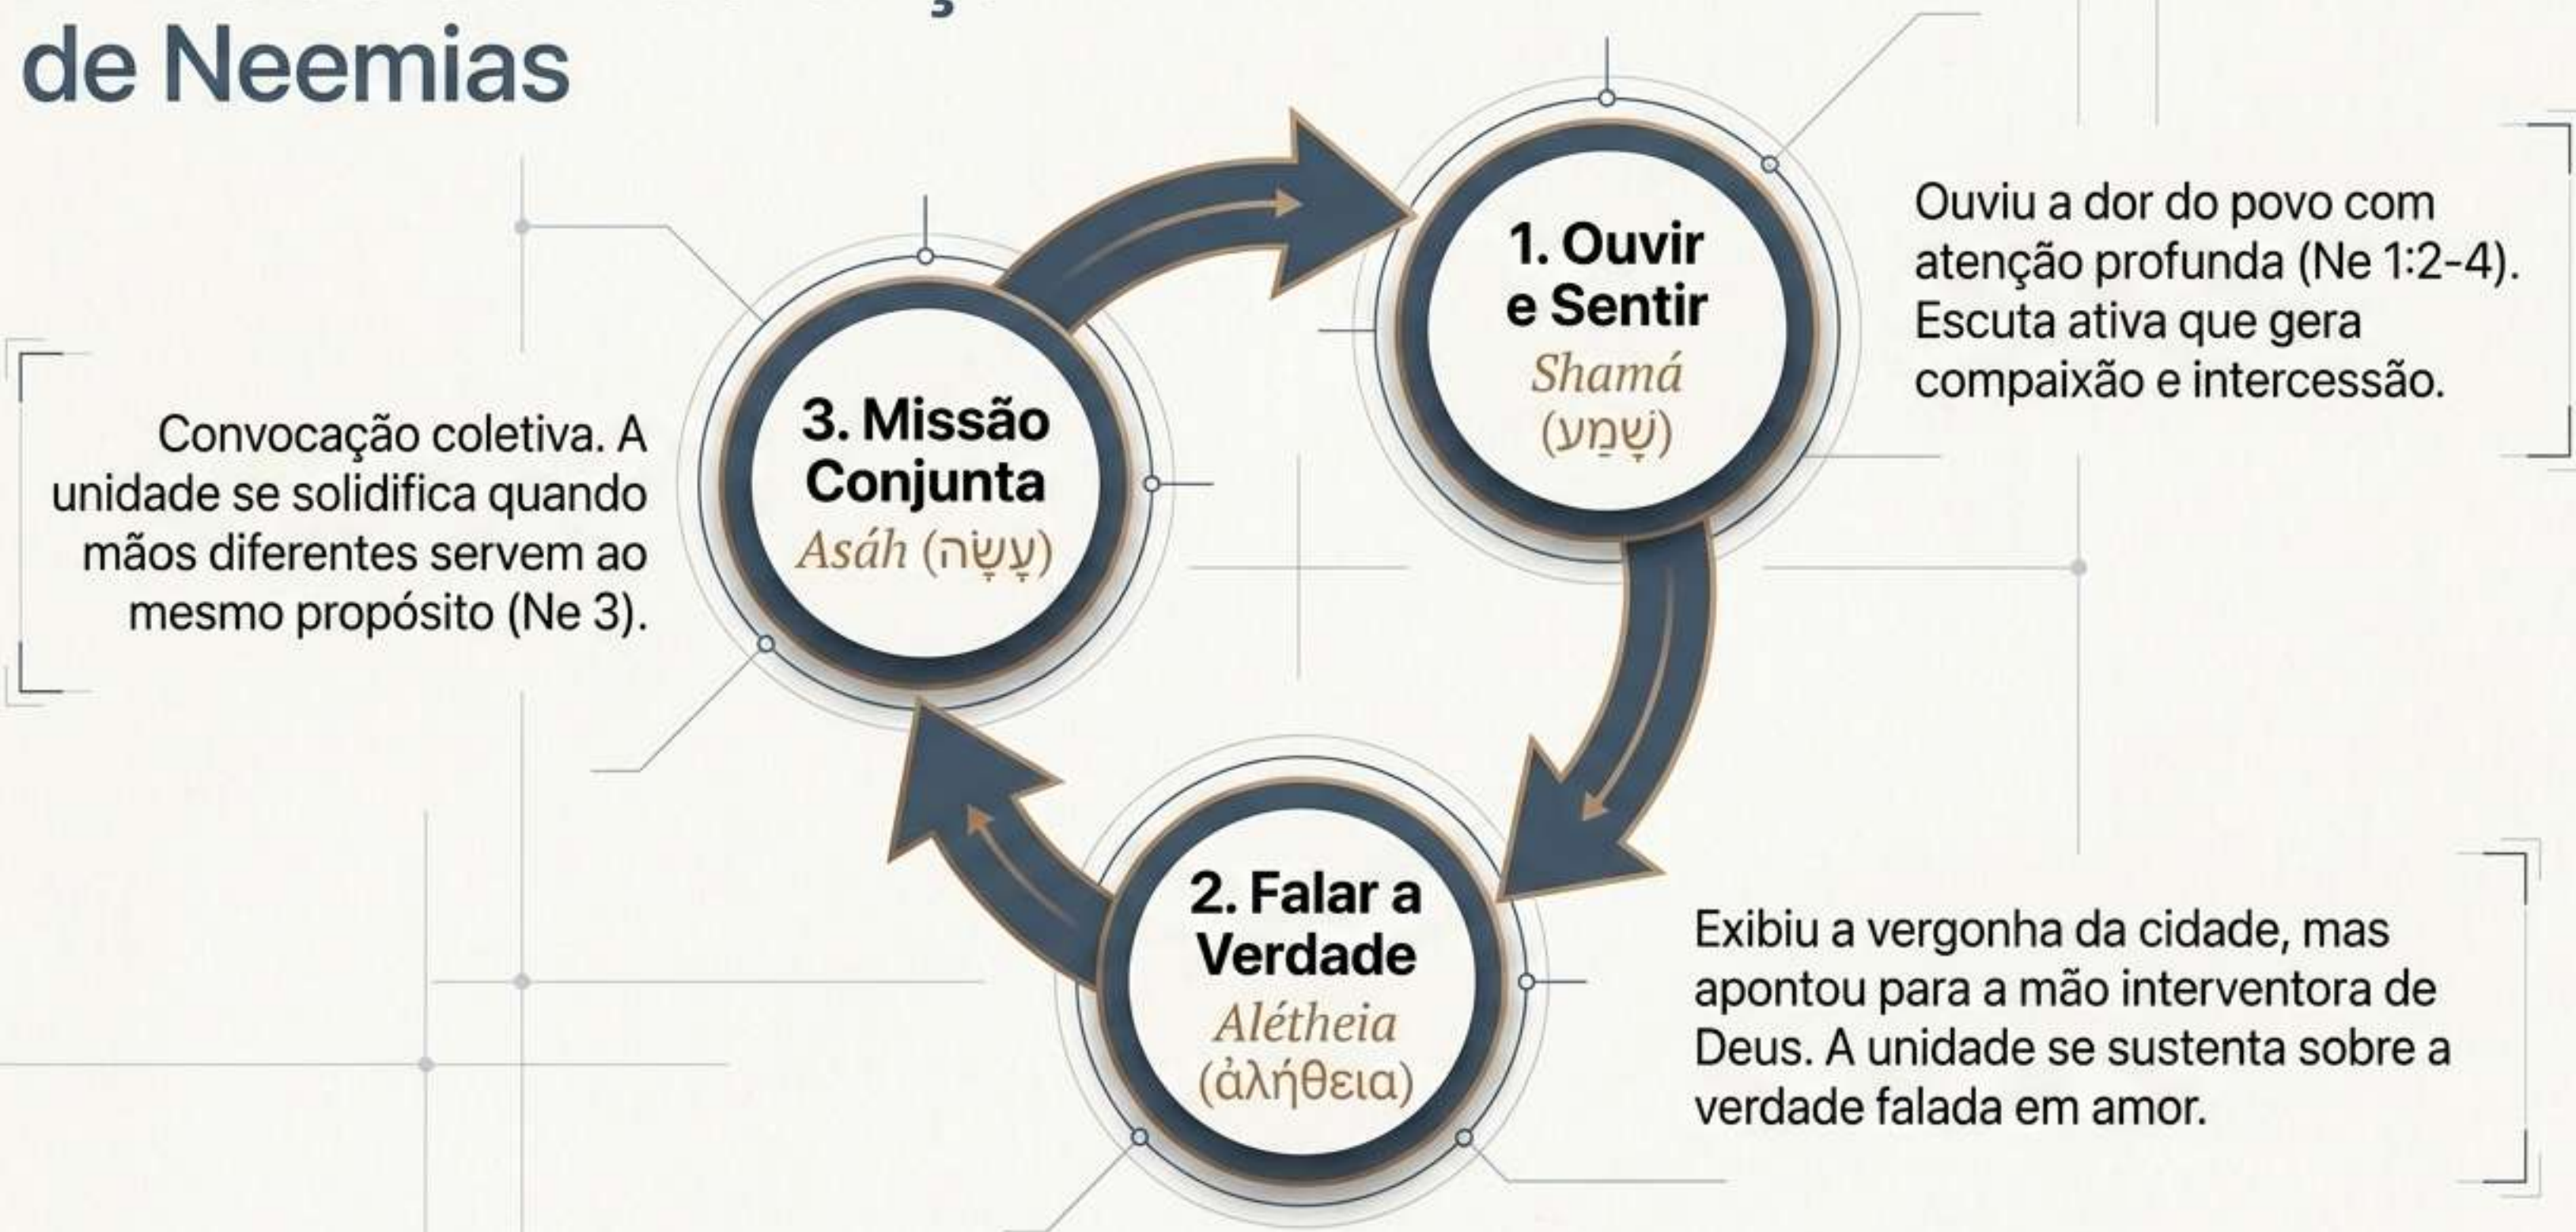 de Neemias
1. Ouvir
e Sentir
Shamá
(שָׁמַע)
Ouviu a dor do povo com
atenção profunda (Ne 1:2-4).
Escuta ativa que gera
compaixão e intercessão.
2. Falar a
Verdade
Alétheia
(ἀλήθεια)
Exibiu a vergonha da cidade, mas
apontou para a mão interventora de
Deus. A unidade se sustenta sobre a
verdade falada em amor.
3. Missão
Conjunta
Asáh (עָשָׂה)
Convocação coletiva. A
unidade se solidifica quando
mãos diferentes servem ao
mesmo propósito (Ne 3).